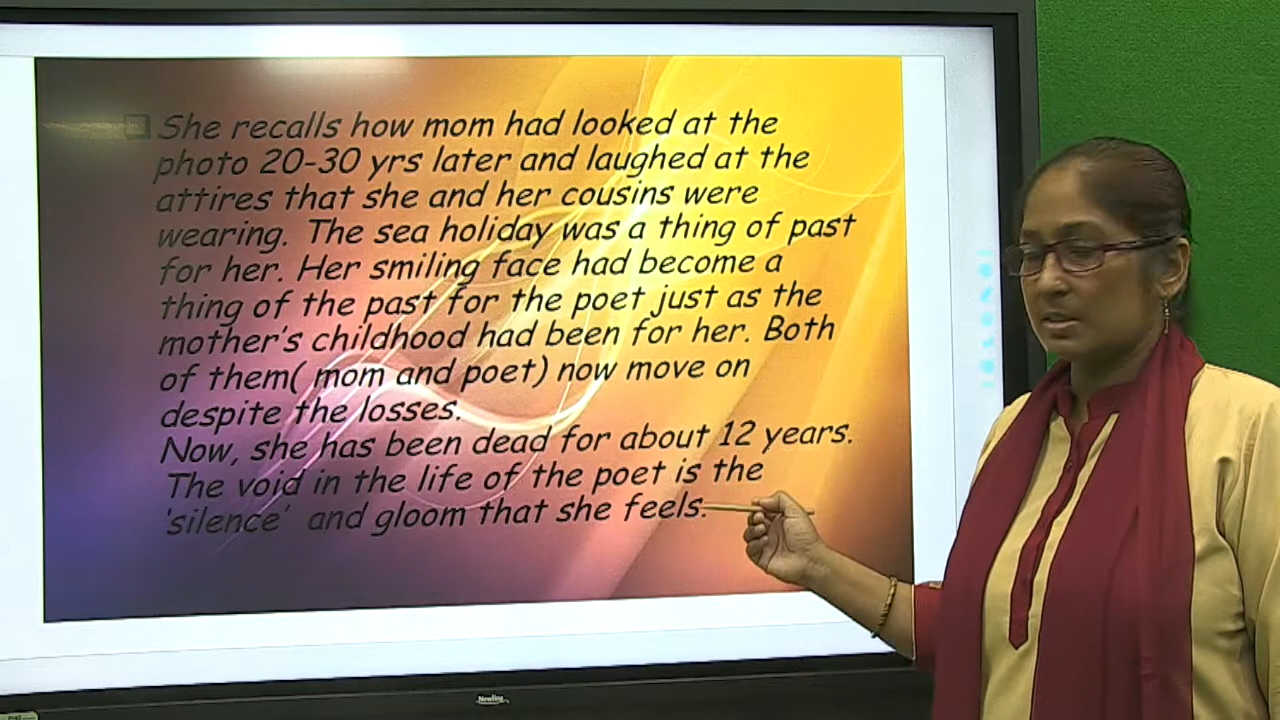 She recalls how mom had looked at the
photo 20-30 yrs later and laughed at the
attires that she and her cousins were
wearing. The sea holiday was a thing of past
for her. Her smiling face had become a
thing of the past for the poet just as the
mother's childhood had been for her. Both
of them( mom and poet) now move on
despite the losses.
Now, she has been dead for about 12 years.
The void in the life of the poet is the
'silence' and gloom that she feels.
Newline